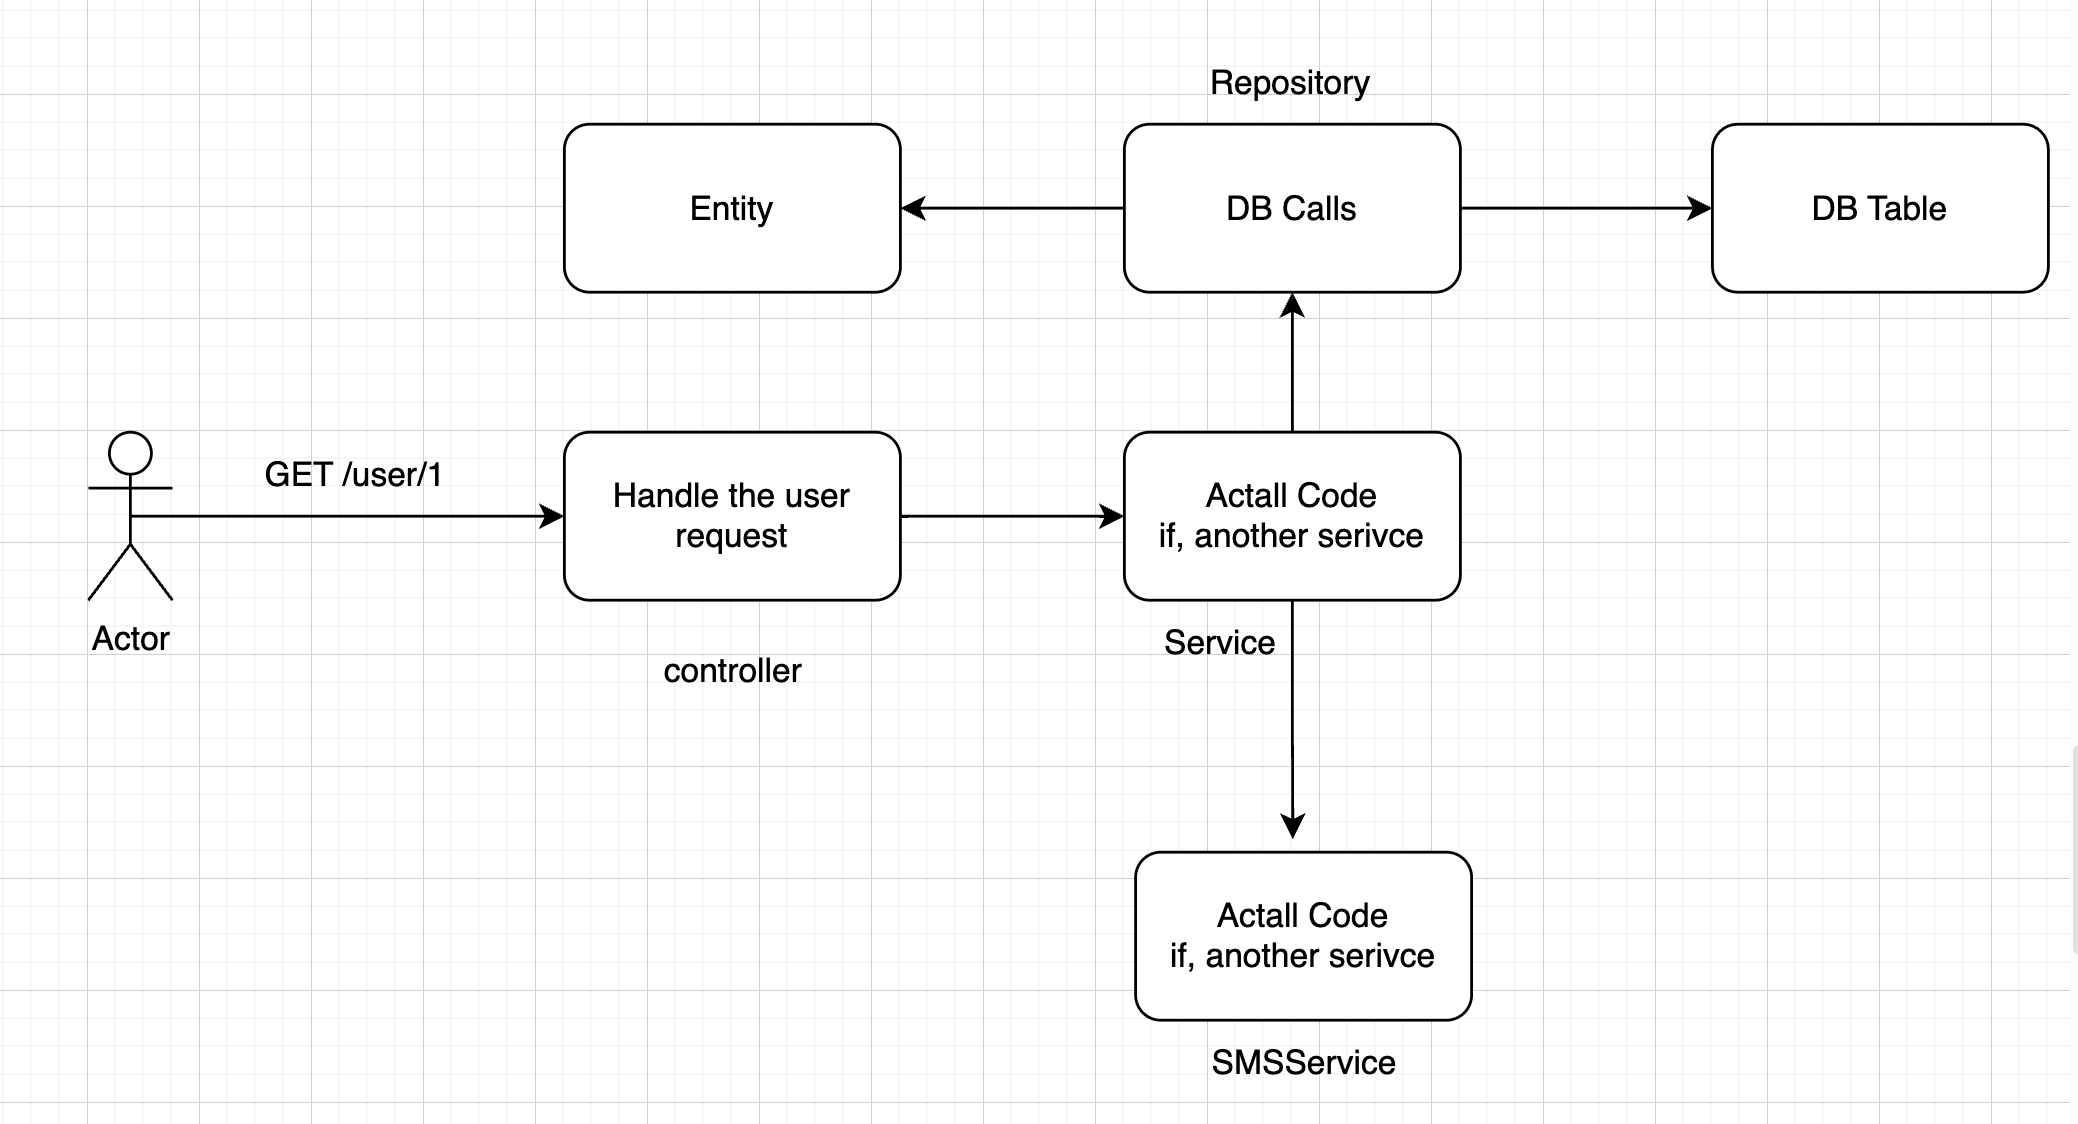 Repository
Entity
DB Calls
DB Table
GET /user/1
Handle the user
request
Actall Code
if, another serivce
Actor
controller
Service
Actall Code
if, another serivce
SMSService